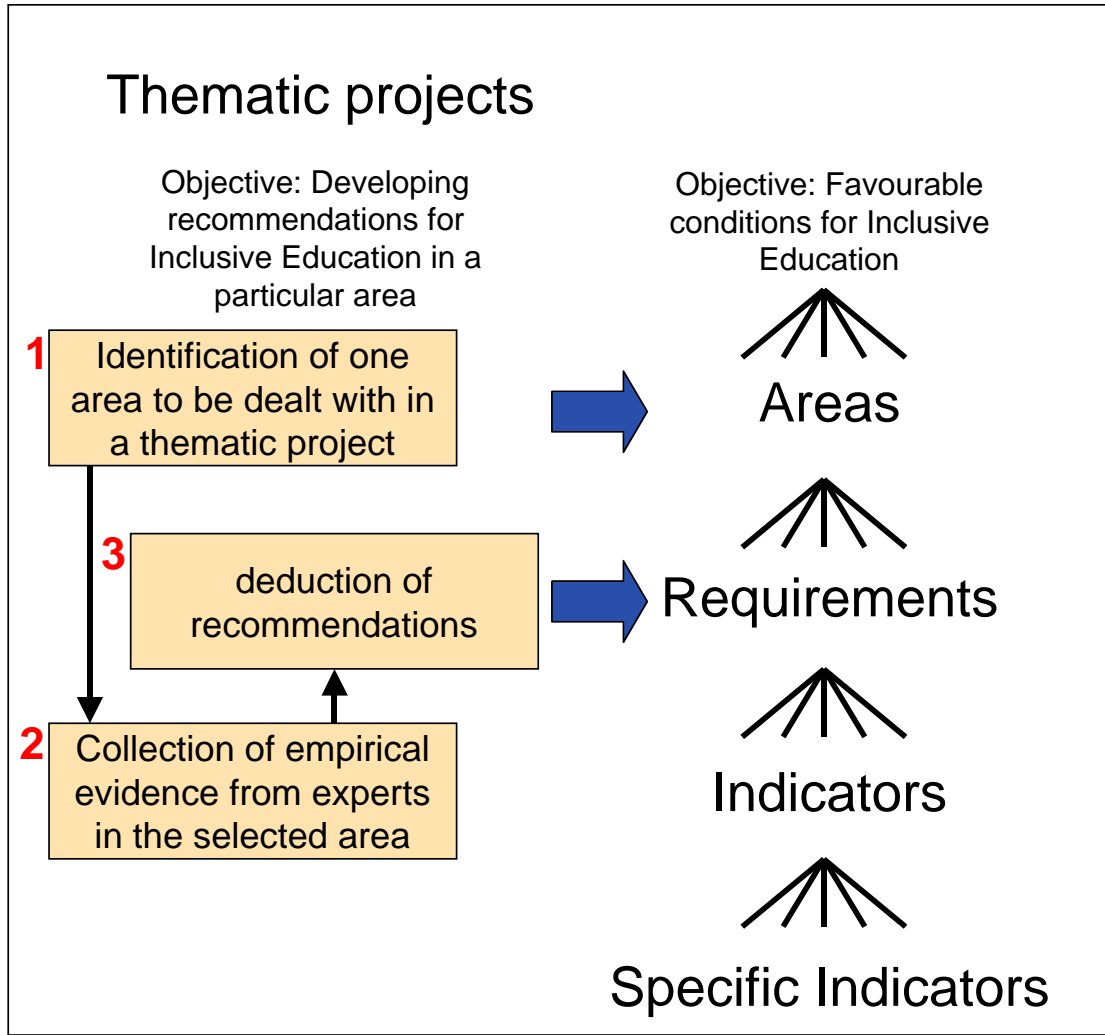 Thematic projects
Objective: Developing
recommendations for
Inclusive Education in a
particular area
Objective: Favourable
conditions for Inclusive
Education
1
Identification of one
area to be dealt with in
a thematic project
Areas
3
deduction of
recommendations
Requirements
2
Collection of empirical
evidence from experts
in the selected area
Indicators
Specific Indicators